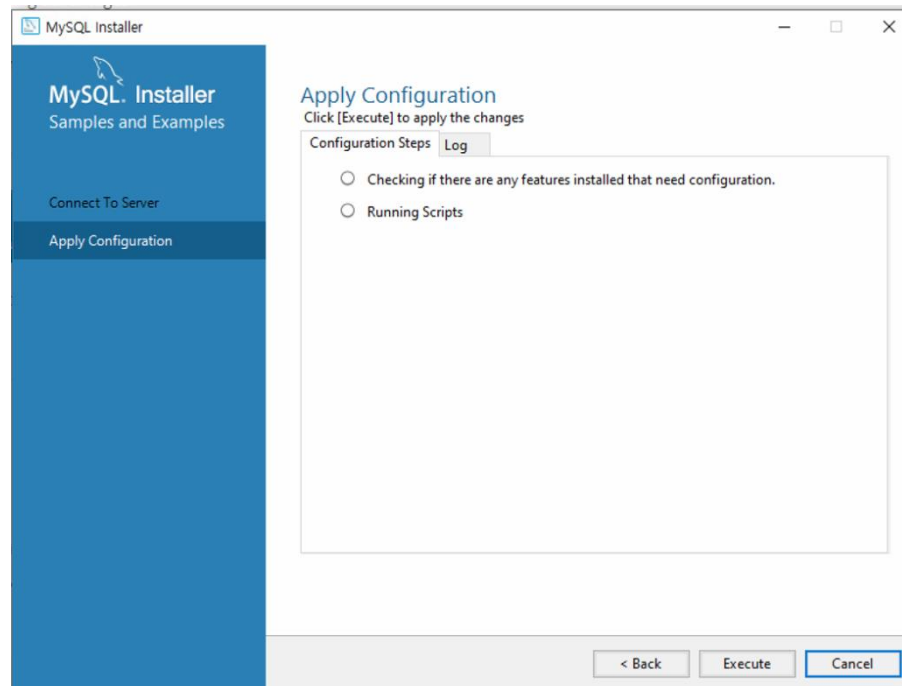 MySQL Installer
MySQL. Installer
Samples and Examples
Connect To Server
Apply Configuration
Apply Configuration
Click [Execute] to apply the changes
Configuration Steps Log
Checking if there are any features installed that need configuration.
Running Scripts
< Back Execute Cancel